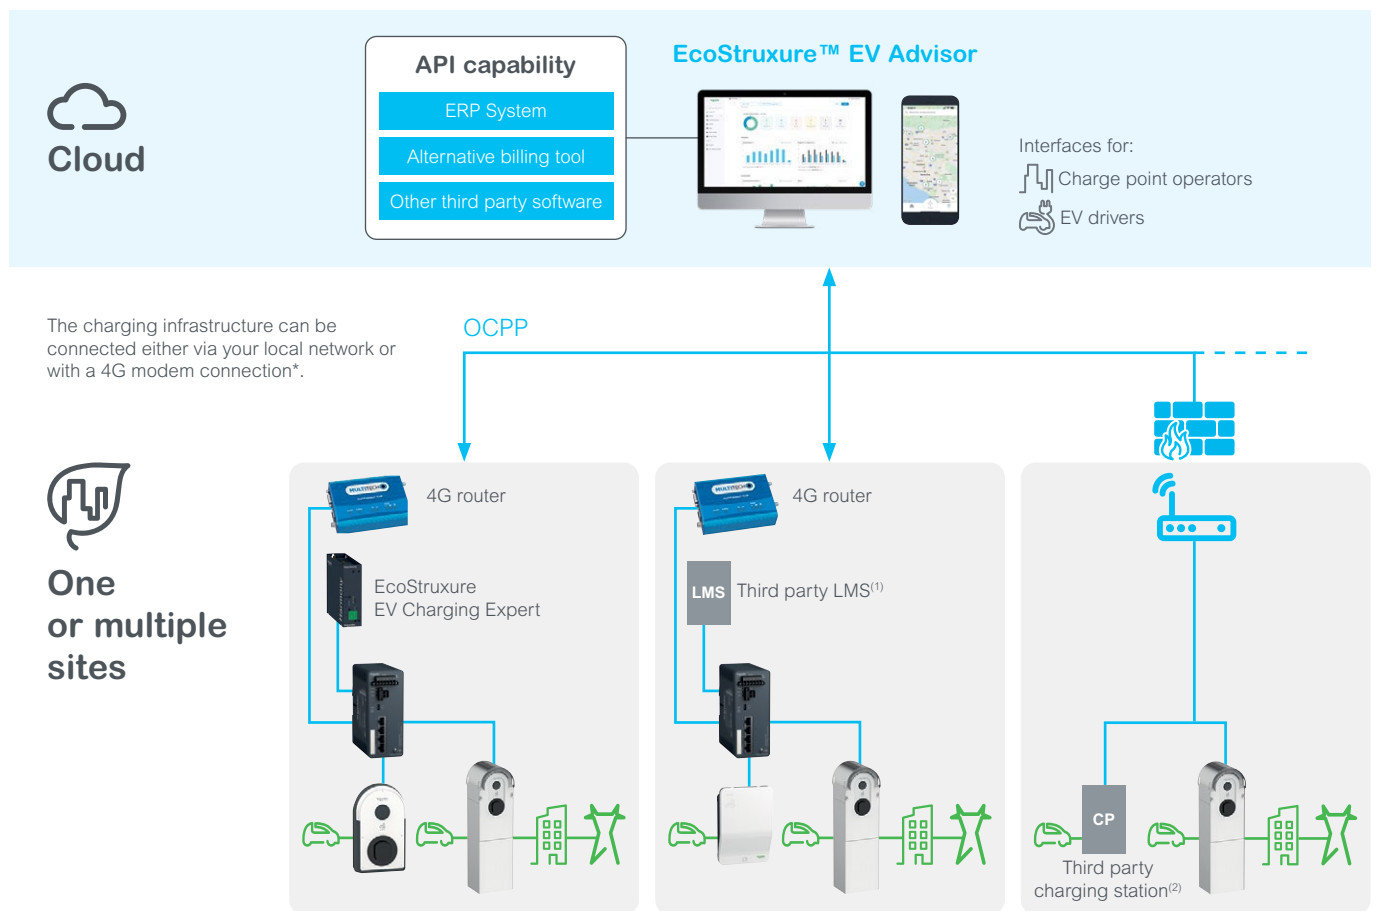 API capability
ERP System
Alternative billing tool
Other third party software
EcoStruxure™ EV Advisor
Cloud
Interfaces for:
Charge point operators
EV drivers
The charging infrastructure can be
connected either via your local network or
with a 4G modem connection*.
OCPP
One
or multiple
sites
MULTITECH
4G router
EcoStruxure
EV Charging Expert
MULTITECH
4G router
LMS
Third party LMS(1)
CP
Third party
charging station(2)